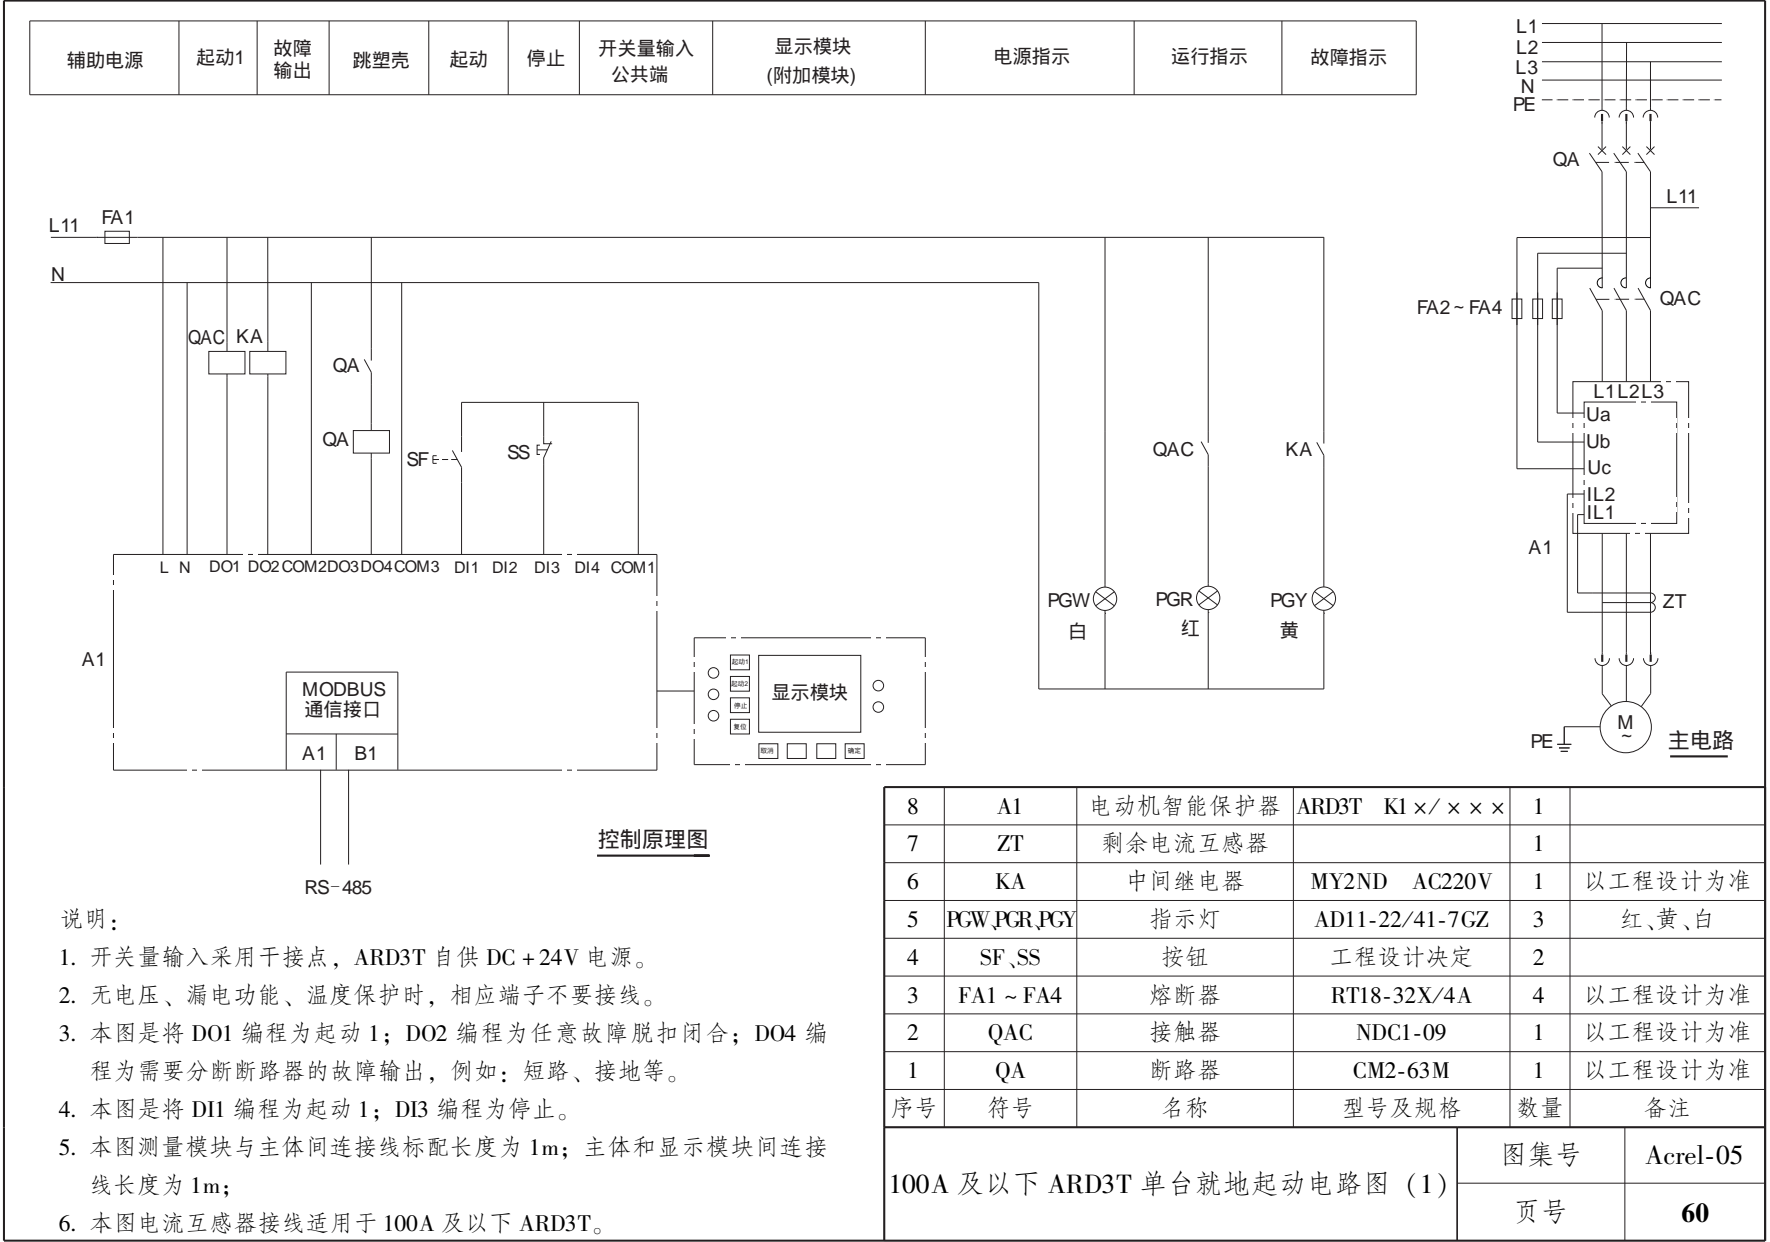 辅助电源 起动1 故障输出 跳塑壳 起动 停止 开关量输入公共端 显示模块(附加模块) 电源指示 运行指示 故障指示
L1
L2
L3
N
PE
QA
L11
L11 FA1
N
FA2~FA4
QAC
QAC KA
QA
QA
SF
SS
QAC
KA
L1L2L3
Ua
Ub
Uc
IL2
IL1
A1
L N DO1 DO2COM2DO3DO4COM3 DI1 DI2 DI3 DI4 COM1
PGW
白
PGR
红
PGY
黄
ZT
A1
MODBUS
通信接口
A1 B1
起动1
起动2
停止
复位
显示模块
取消 确定
M
~
PE
主电路
控制原理图
RS-485
说明：
1. 开关量输入采用干接点，ARD3T 自供 DC+24V 电源。
2. 无电压、漏电功能、温度保护时，相应端子不要接线。
3. 本图是将 DO1 编程为起动 1；DO2 编程为任意故障脱扣闭合；DO4 编
程为需要分断断路器的故障输出，例如：短路、接地等。
4. 本图是将 DI1 编程为起动 1；DI3 编程为停止。
5. 本图测量模块与主体间连接线标配长度为 1m；主体和显示模块间连接
线长度为 1m；
6. 本图电流互感器接线适用于 100A 及以下 ARD3T。
8 A1 电动机智能保护器 ARD3T K1×/××× 1
7 ZT 剩余电流互感器 1
6 KA 中间继电器 MY2ND AC220V 1 以工程设计为准
5 PGW、PGR、PGY 指示灯 AD11-22/41-7GZ 3 红、黄、白
4 SF、SS 按钮 工程设计决定 2
3 FA1~FA4 熔断器 RT18-32X/4A 4 以工程设计为准
2 QAC 接触器 NDC1-09 1 以工程设计为准
1 QA 断路器 CM2-63M 1 以工程设计为准
序号 符号 名称 型号及规格 数量 备注
100A 及以下 ARD3T 单台就地起动电路图（1）
图集号 Acrel-05
页号 60